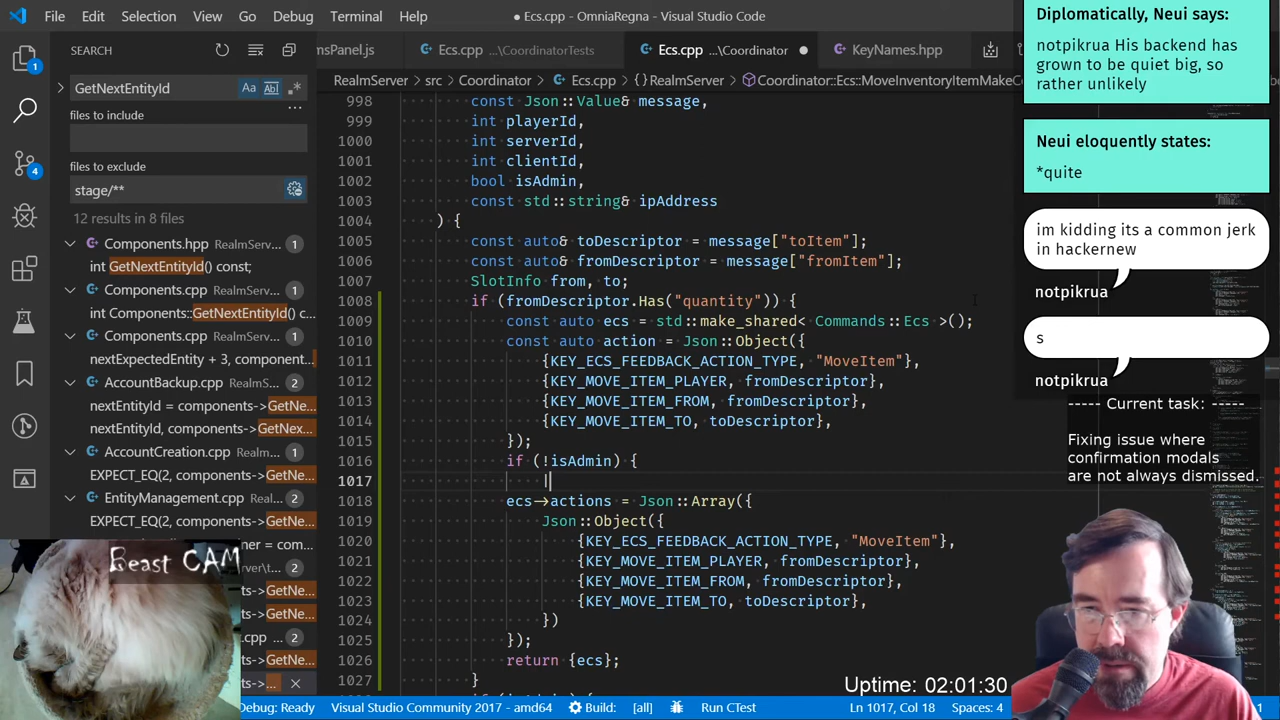 File Edit Selection View Go Debug Terminal Help
● Ecs.cpp - OmniaRegna - Visual Studio Code
SEARCH
GetNextEntityId
files to include
files to exclude
stage/**
12 results in 8 files
Components.hpp RealmServ... 1
int GetNextEntityId() const;
Components.cpp RealmServ... 1
int Components::GetNextEntityId() c...
Components.cpp RealmServ... 1
nextExpectedEntity + 3, component...
AccountBackup.cpp RealmS... 2
nextEntityId = components->GetNe...
nextEntityId, components->GetNex...
AccountCreation.cpp RealmS... 1
EXPECT_EQ(2, components->GetNe...
EntityManagement.cpp Real... 1
EXPECT_EQ(2, components->GetNe...
Beast CAM
msPanel.js Ecs.cpp ...\CoordinatorTests Ecs.cpp ...\Coordinator ● KeyNames.hpp
RealmServer > src > Coordinator > Ecs.cpp > {} RealmServer > Coordinator::Ecs::MoveInventoryItemMakeCo
998 const Json::Value& message,
999 int playerId,
1000 int serverId,
1001 int clientId,
1002 bool isAdmin,
1003 const std::string& ipAddress
1004 ) {
1005 const auto& toDescriptor = message["toItem"];
1006 const auto& fromDescriptor = message["fromItem"];
1007 SlotInfo from, to;
1008 if (fromDescriptor.Has("quantity")) {
1009 const auto ecs = std::make_shared< Commands::Ecs >();
1010 const auto action = Json::Object({
1011 {KEY_ECS_FEEDBACK_ACTION_TYPE, "MoveItem"},
1012 {KEY_MOVE_ITEM_PLAYER, fromDescriptor},
1013 {KEY_MOVE_ITEM_FROM, fromDescriptor},
1014 {KEY_MOVE_ITEM_TO, toDescriptor},
1015 );
1016 if (!isAdmin) {
1017
1018 ecs->actions = Json::Array({
1019 Json::Object({
1020 {KEY_ECS_FEEDBACK_ACTION_TYPE, "MoveItem"},
1021 {KEY_MOVE_ITEM_PLAYER, fromDescriptor},
1022 {KEY_MOVE_ITEM_FROM, fromDescriptor},
1023 {KEY_MOVE_ITEM_TO, toDescriptor},
1024 })
1025 });
1026 return {ecs};
1027 }
Diplomatically, Neui says:
notpikrua His backend has
grown to be quiet big, so
rather unlikely
Neui eloquently states:
*quite
im kidding its a common jerk
in hackernew
notpikrua
s
notpikrua
----- Current task: -----
Fixing issue where
confirmation modals
are not always dismissed.
Uptime: 02:01:30
Debug: Ready Visual Studio Community 2017 - amd64 Build: [all] Run CTest Ln 1017, Col 18 Spaces: 4